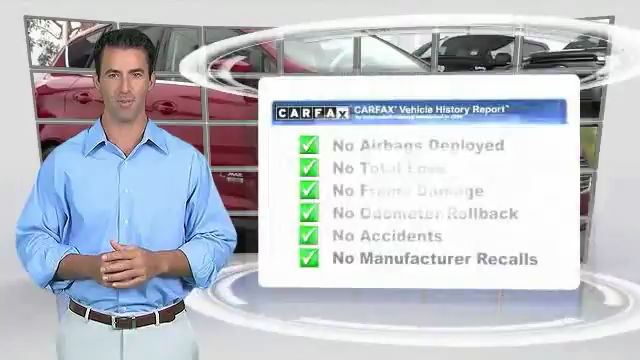 CARFAX CARFAX Vehicle History Report™
No Airbags Deployed
No Total Loss
No Frame Damage
No Odometer Rollback
No Accidents
No Manufacturer Recalls